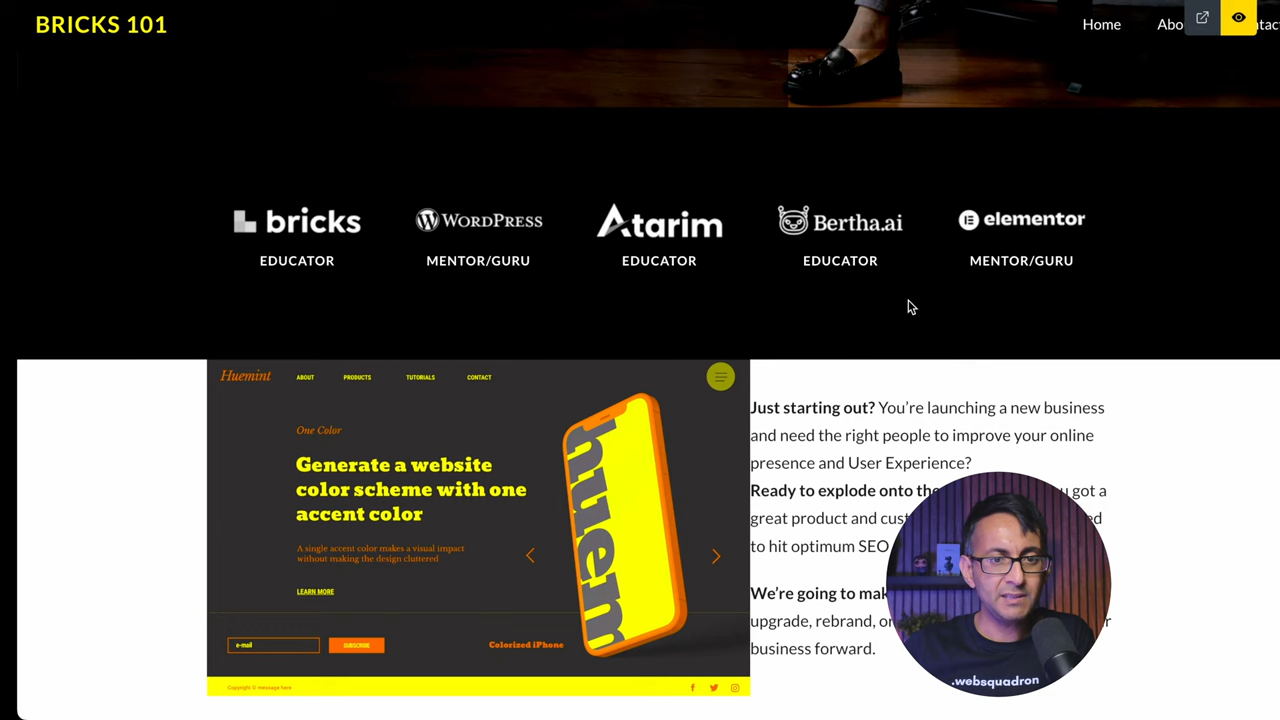 BRICKS 101
Home
bricks
WORDPRESS
Atarim
Bertha.ai
elementor
EDUCATOR
MENTOR/GURU
EDUCATOR
EDUCATOR
MENTOR/GURU
Huemint
ABOUT
PRODUCTS
TUTORIALS
CONTACT
One Color
Generate a website
color scheme with one
accent color
A single accent color makes a visual impact
without making the design cluttered
LEARN MORE
huem
e-mail
SUBSCRIBE
Colorized iPhone
Copyright © message here
Just starting out? You’re launching a new business
and need the right people to improve your online
presence and User Experience?
Ready to explode onto the got a
great product and
to hit optimum SEO
We’re going to
upgrade, rebrand,
business forward.
.websquadron